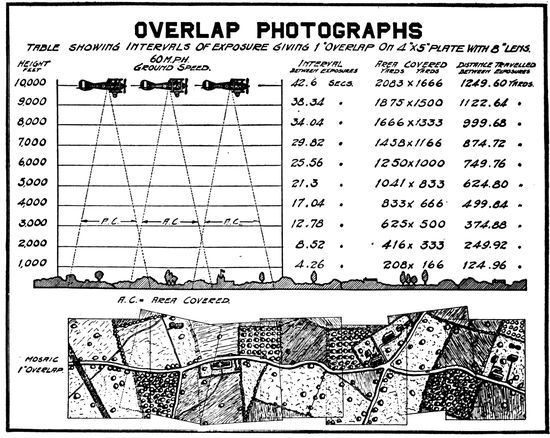 OVERLAP PHOTOGRAPHS
TABLE SHOWING INTERVALS OF EXPOSURE GIVING 1" OVERLAP ON 4"X5" PLATE WITH 8" LENS.
HEIGHT FEET 60 M.P.H. GROUND SPEED. INTERVAL BETWEEN EXPOSURES AREA COVERED YARDS YARDS DISTANCE TRAVELLED BETWEEN EXPOSURES
10,000 42.6 SECS. 2083 x 1666 1249.60 YARDS.
9,000 38.34 " 1875 x 1500 1122.64 "
8,000 34.04 " 1666 x 1333 999.68 "
7,000 29.82 " 1458 x 1166 874.72 "
6,000 25.56 " 1250 x 1000 749.76 "
5,000 21.3 " 1041 x 833 624.80 "
4,000 17.04 " 833 x 666 499.84 "
3,000 A.C. A.C. A.C. 12.78 " 625 x 500 374.88 "
2,000 8.52 " 416 x 333 249.92 "
1,000 4.26 " 208 x 166 124.96 "
A.C. = AREA COVERED.
MOSAIC
1" OVERLAP.